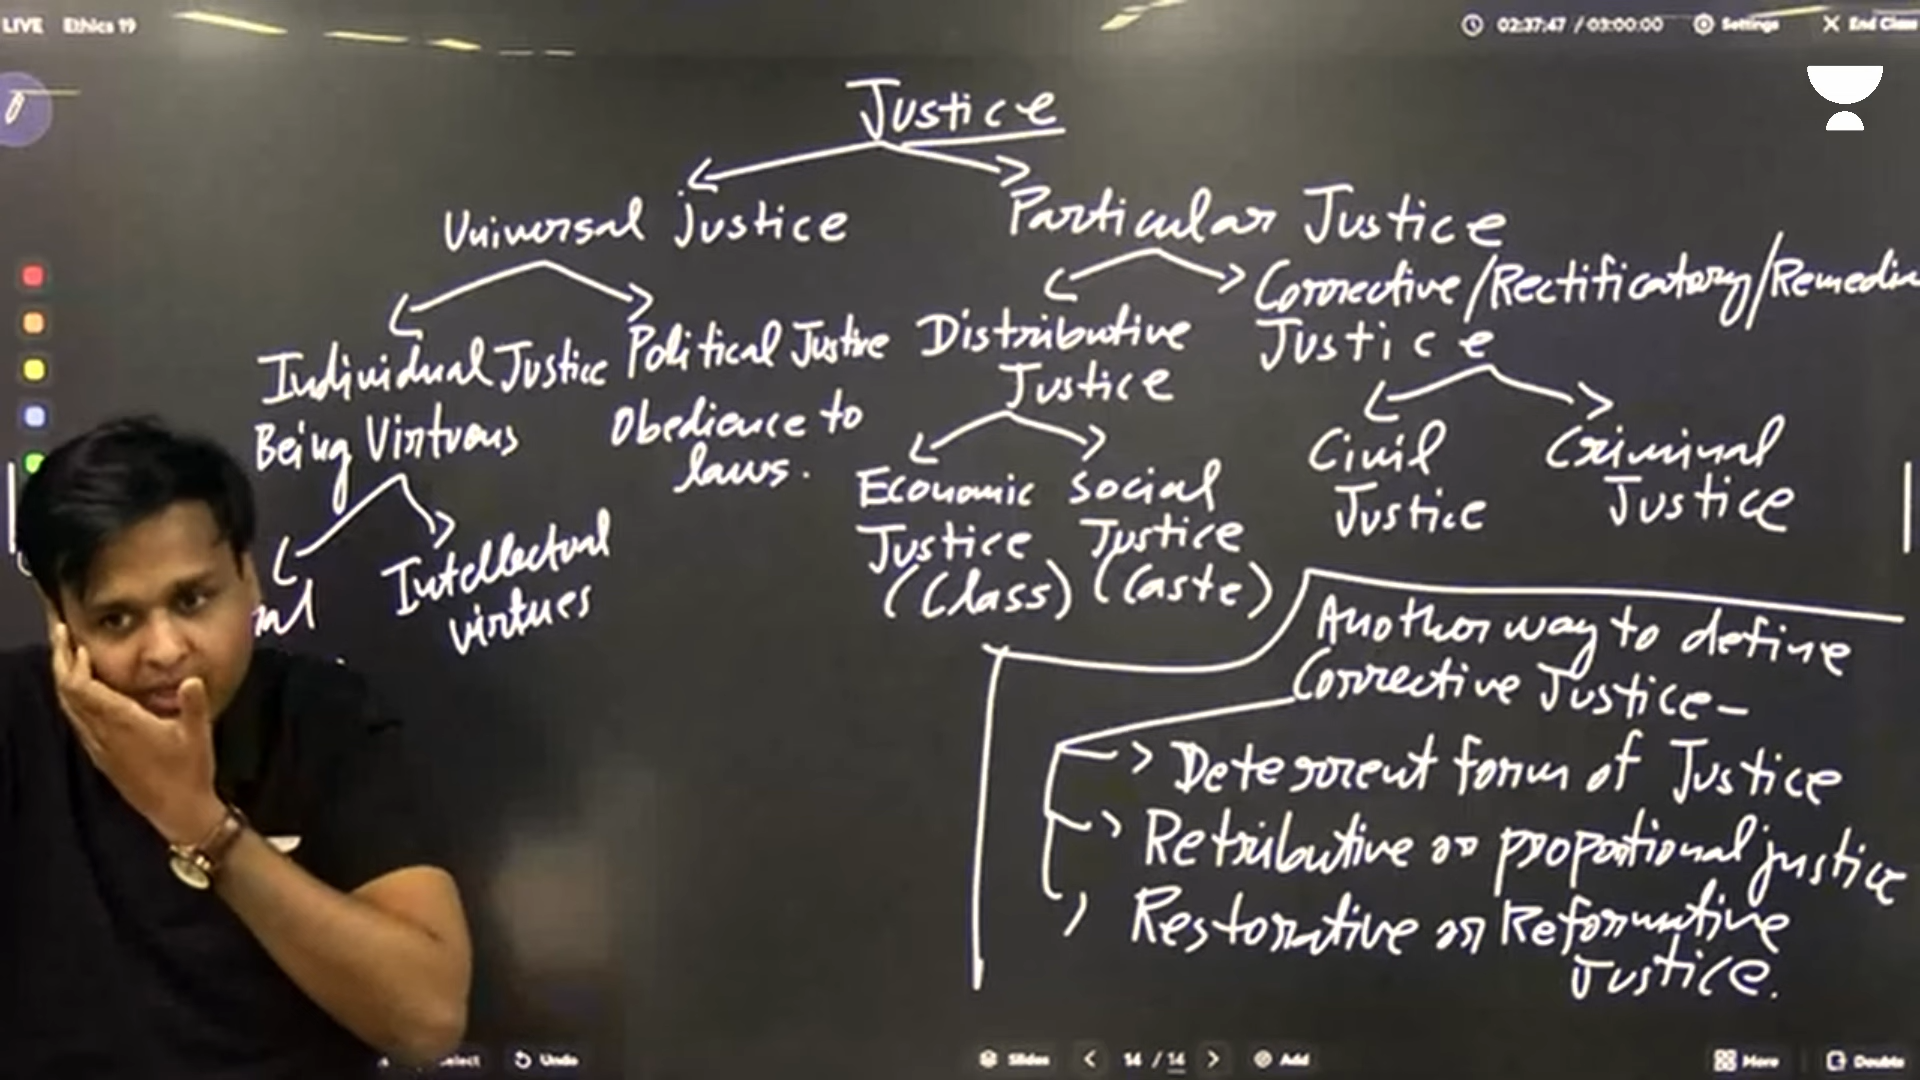 LIVE Ethics 19
02:37:47 / 03:00:00 Settings End Class
Justice
Universal justice
Particular Justice
Individual Justice
Being Virtuous
Intellectual
virtues
Political Justice
Obedience to
laws.
Distributive
Justice
Economic
Justice
(Class)
Social
Justice
(Caste)
Corrective/Rectificatory/
Justice
Civil
Justice
Criminal
Justice
Another way to define
Corrective Justice-
Deterrent form of Justice
Retributive or proportional justice
Restorative or Reformative
Justice.
Undo Slides 14 / 14 Add More Doubts